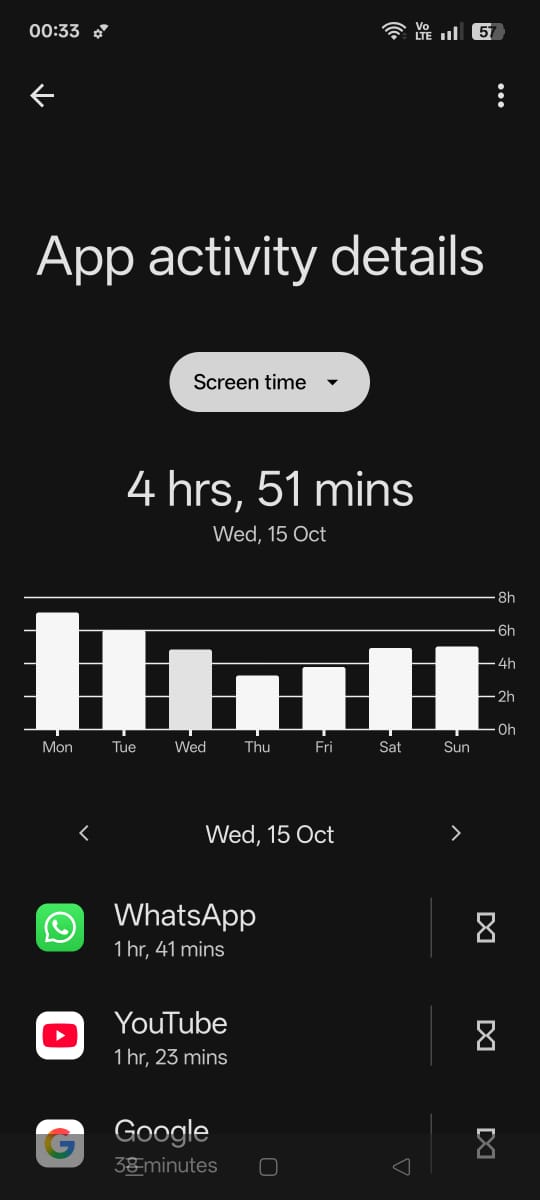 00:33
Vo
LTE
57
App activity details
Screen time
4 hrs, 51 mins
Wed, 15 Oct
8h
6h
4h
2h
0h
Mon Tue Wed Thu Fri Sat Sun
Wed, 15 Oct
WhatsApp
1 hr, 41 mins
YouTube
1 hr, 23 mins
Google
38 minutes